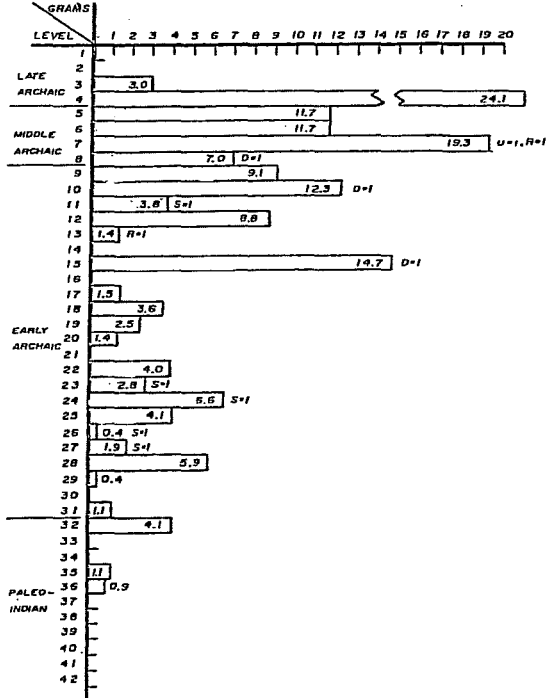 GRAMS
LEVEL 1 2 3 4 5 6 7 8 9 10 11 12 13 14 15 16 17 18 19 20
1
2
LATE ARCHAIC
3 3.0
4 24.1
5 11.7
MIDDLE ARCHAIC
6 11.7
7 19.3 U=1, R=1
8 7.0 D=1
9 9.1
10 12.3 D=1
11 3.8 S=1
12 8.8
13 1.4 R=1
14
15 14.7 D=1
16
17 1.5
18 3.6
19 2.5
EARLY ARCHAIC
20 1.4
21
22 4.0
23 2.8 S=1
24 6.6 S=1
25 4.1
26 0.4 S=1
27 1.9 S=1
28 5.9
29 0.4
30
31 1.1
32 4.1
33
34
35 1.1
36 0.9
PALEO-INDIAN
37
38
39
40
41
42